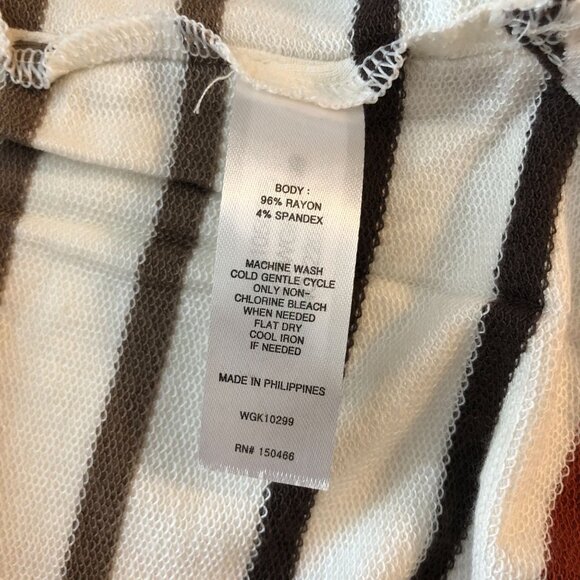 BODY :
96% RAYON
4% SPANDEX
MACHINE WASH
COLD GENTLE CYCLE
ONLY NON-
CHLORINE BLEACH
WHEN NEEDED
FLAT DRY
COOL IRON
IF NEEDED
MADE IN PHILIPPINES
WGK10299
RN# 150466